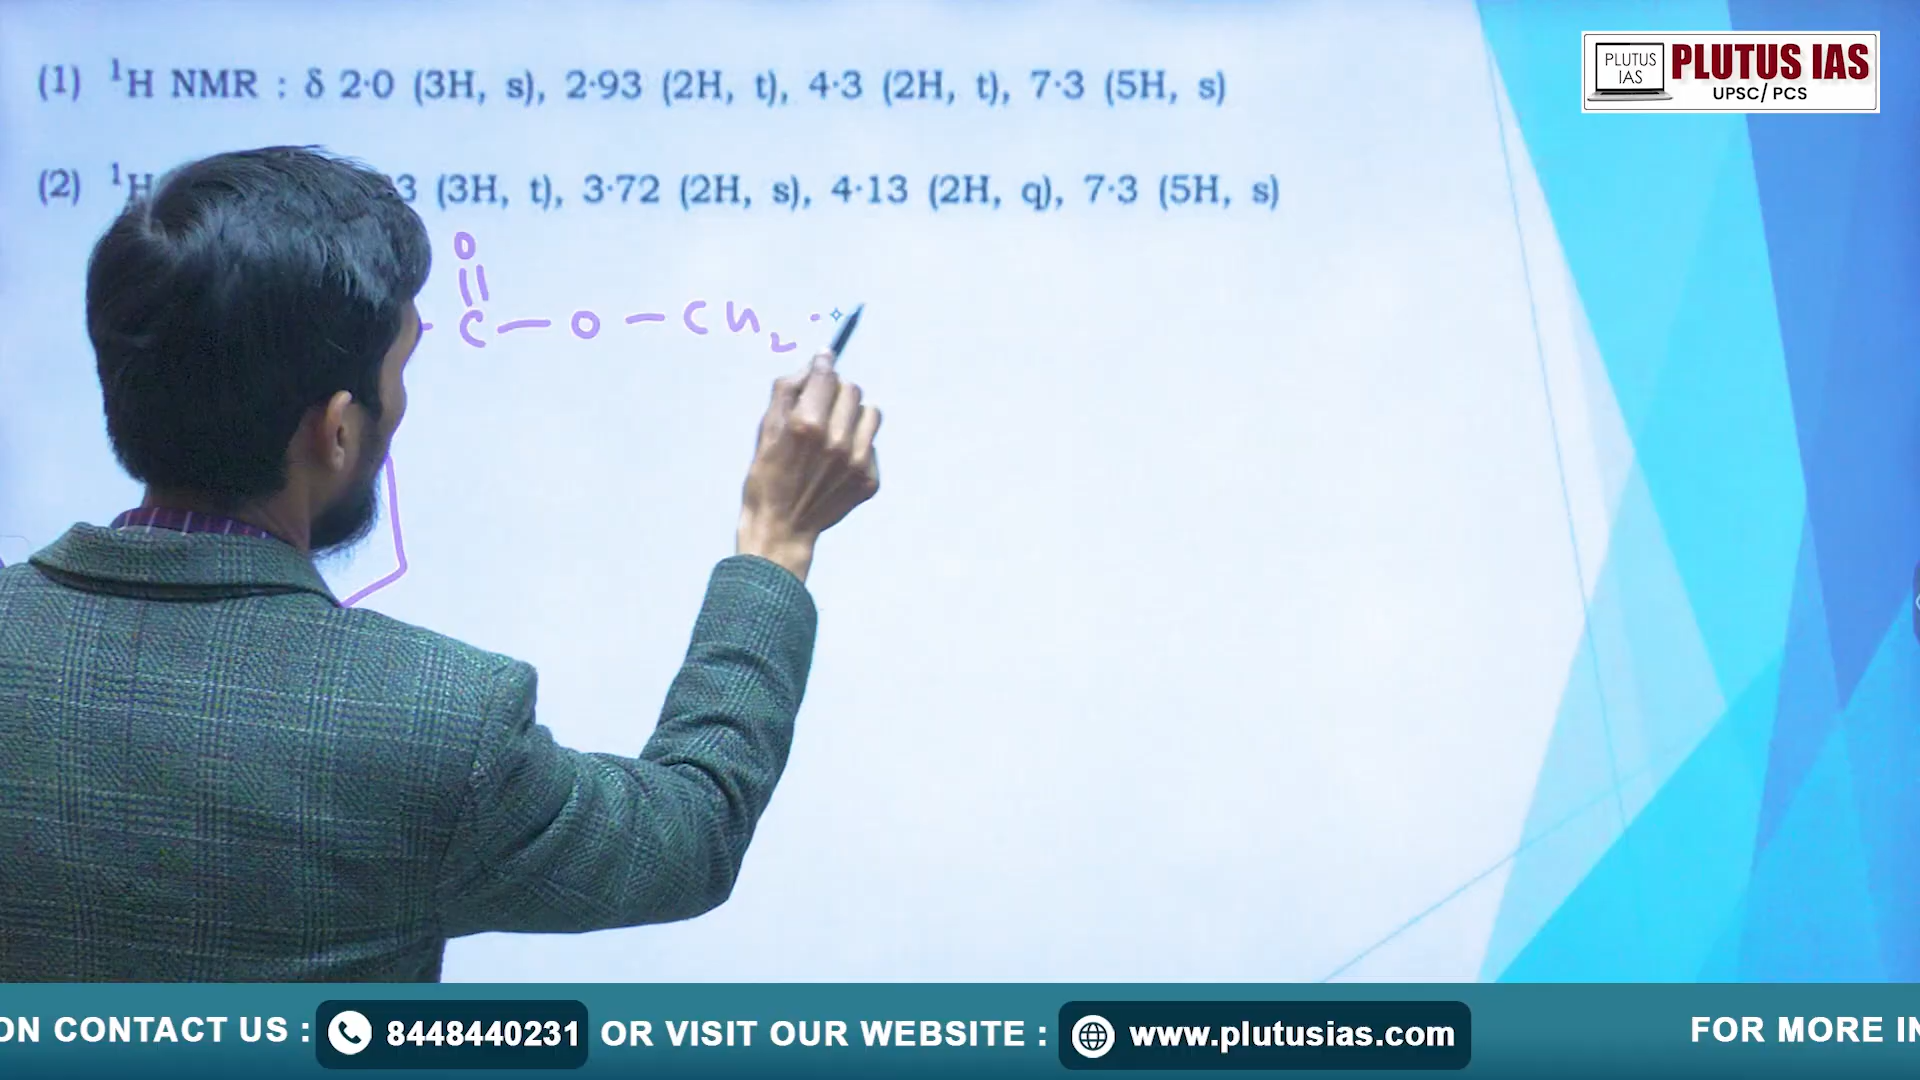 (1) ¹H NMR : δ 2·0 (3H, s), 2·93 (2H, t), 4·3 (2H, t), 7·3 (5H, s)
(2) ¹H 3 (3H, t), 3·72 (2H, s), 4·13 (2H, q), 7·3 (5H, s)
O
C — O — CH₂
PLUTUS IAS
PLUTUS IAS
UPSC/ PCS
ON CONTACT US : 8448440231 OR VISIT OUR WEBSITE : www.plutusias.com FOR MORE IN